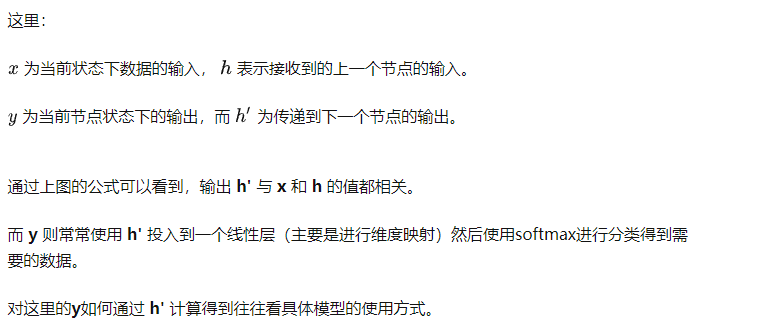 这里：
x 为当前状态下数据的输入， h 表示接收到的上一个节点的输入。
y 为当前节点状态下的输出，而 h′ 为传递到下一个节点的输出。
通过上图的公式可以看到，输出 h' 与 x 和 h 的值都相关。
而 y 则常常使用 h' 投入到一个线性层（主要是进行维度映射）然后使用softmax进行分类得到需
要的数据。
对这里的y如何通过 h' 计算得到往往看具体模型的使用方式。